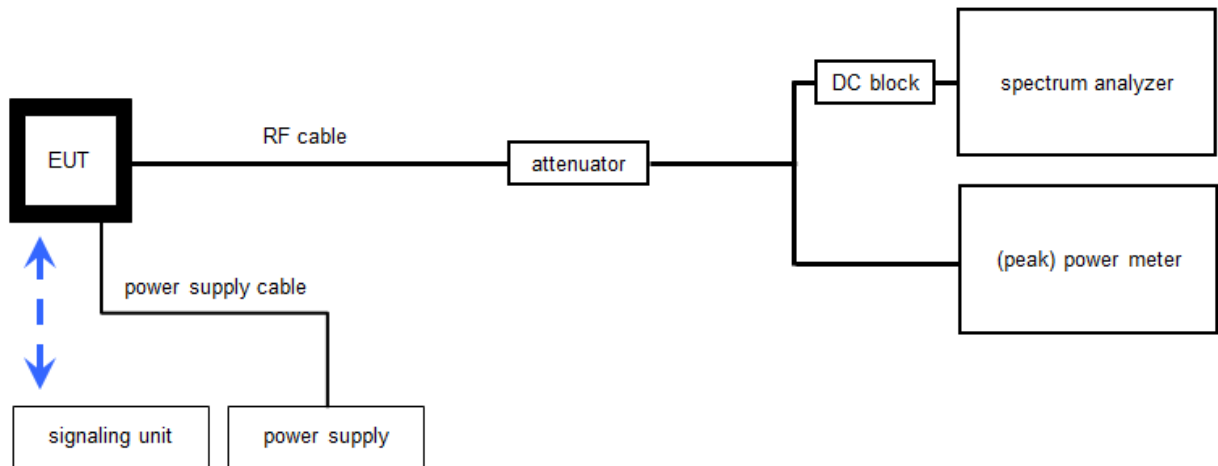 DC block
spectrum analyzer
RF cable
EUT
attenuator
(peak) power meter
power supply cable
signaling unit
power supply